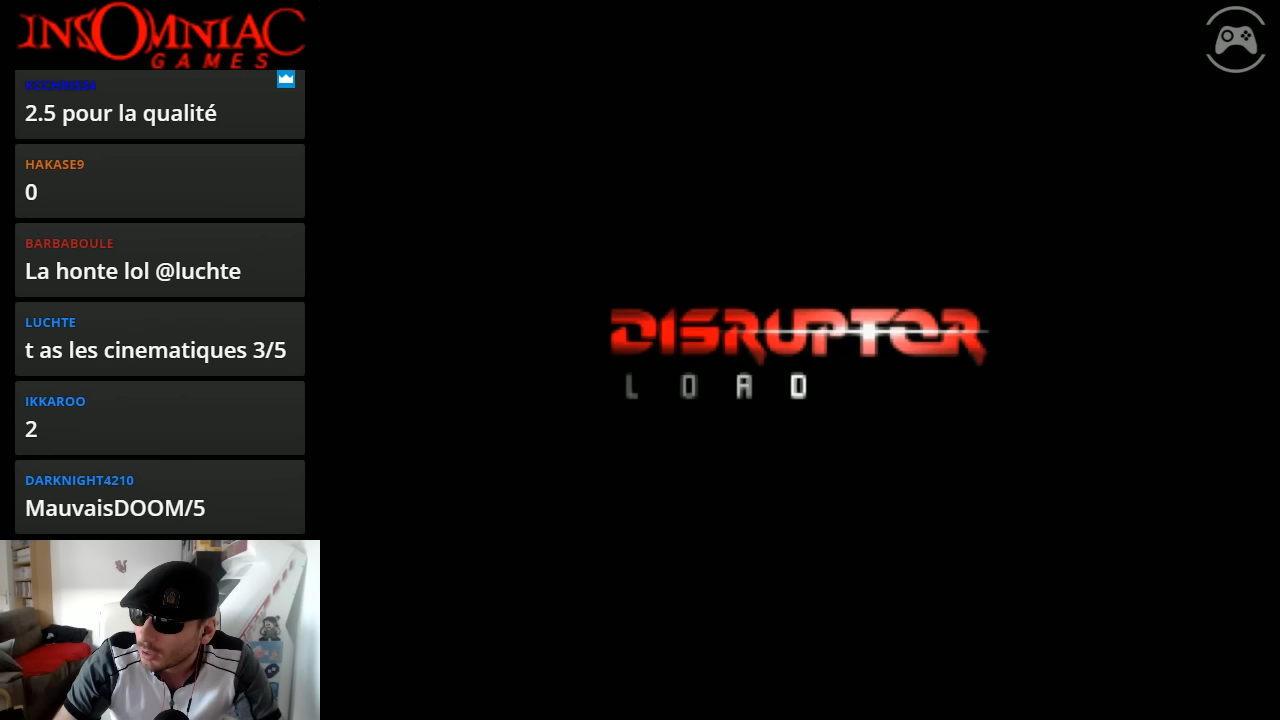 INSOMNIAC
GAMES
2.5 pour la qualité
HAKASE9
0
BARBABOULE
La honte lol @luchte
LUCHTE
t as les cinematiques 3/5
IKKAROO
2
DARKNIGHT4210
MauvaisDOOM/5
DISRUPTOR
LOAD